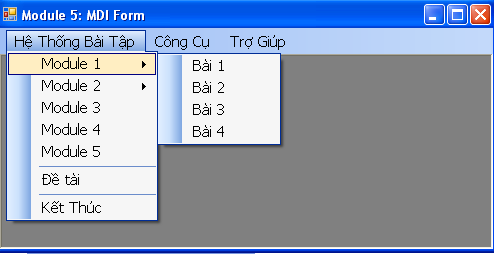 Module 5: MDI Form
Hệ Thống Bài Tập Công Cụ Trợ Giúp
Module 1
Module 2
Module 3
Module 4
Module 5
Đề tài
Kết Thúc
Bài 1
Bài 2
Bài 3
Bài 4